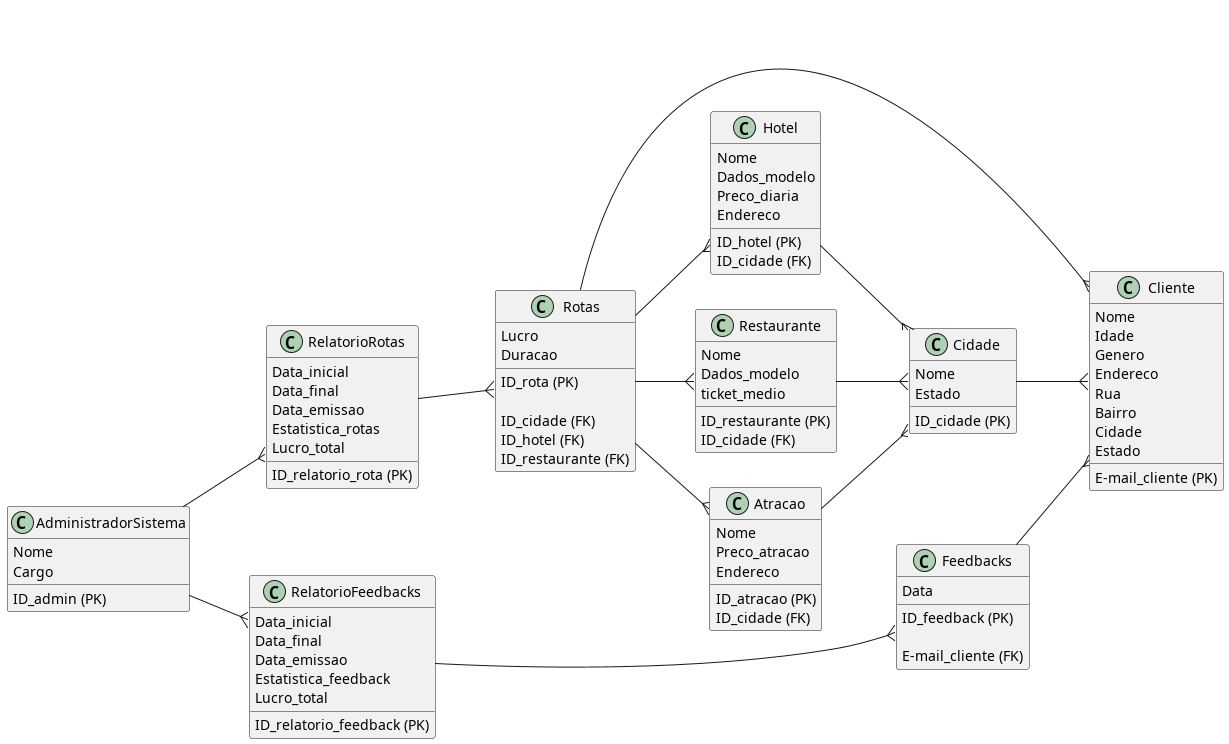 C AdministradorSistema
Nome
Cargo
ID_admin (PK)
C RelatorioRotas
Data_inicial
Data_final
Data_emissao
Estatistica_rotas
Lucro_total
ID_relatorio_rota (PK)
C RelatorioFeedbacks
Data_inicial
Data_final
Data_emissao
Estatistica_feedback
Lucro_total
ID_relatorio_feedback (PK)
C Rotas
Lucro
Duracao
ID_rota (PK)
ID_cidade (FK)
ID_hotel (FK)
ID_restaurante (FK)
C Hotel
Nome
Dados_modelo
Preco_diaria
Endereco
ID_hotel (PK)
ID_cidade (FK)
C Restaurante
Nome
Dados_modelo
ticket_medio
ID_restaurante (PK)
ID_cidade (FK)
C Atracao
Nome
Preco_atracao
Endereco
ID_atracao (PK)
ID_cidade (FK)
C Cidade
Nome
Estado
ID_cidade (PK)
C Feedbacks
Data
ID_feedback (PK)
E-mail_cliente (FK)
C Cliente
Nome
Idade
Genero
Endereco
Rua
Bairro
Cidade
Estado
E-mail_cliente (PK)